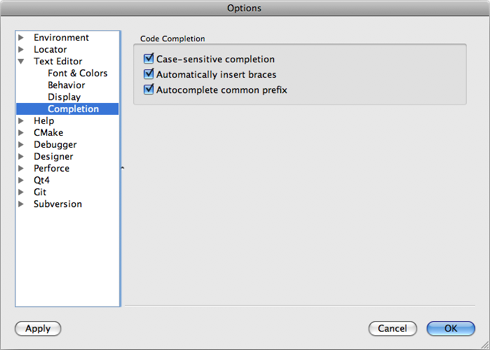 Options
Environment
Locator
Text Editor
Font & Colors
Behavior
Display
Completion
Help
CMake
Debugger
Designer
Perforce
Qt4
Git
Subversion
Code Completion
Case-sensitive completion
Automatically insert braces
Autocomplete common prefix
Apply
Cancel
OK